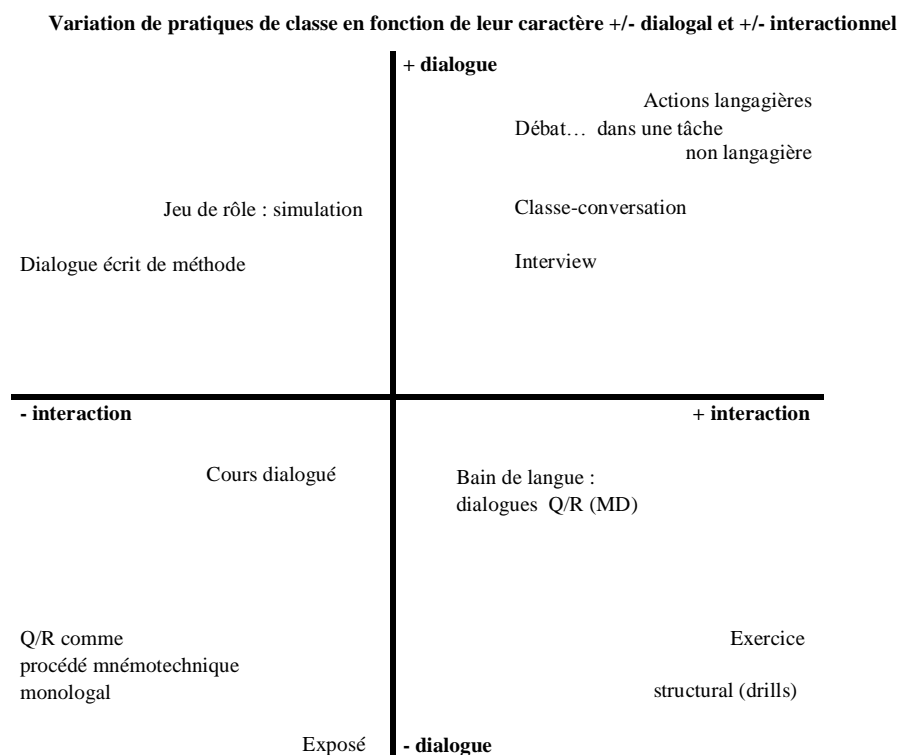 Variation de pratiques de classe en fonction de leur caractère +/- dialogal et +/- interactionnel
+ dialogue
Actions langagières
Débat… dans une tâche
non langagière
Jeu de rôle : simulation
Classe-conversation
Dialogue écrit de méthode
Interview
- interaction
+ interaction
Cours dialogué
Bain de langue :
dialogues Q/R (MD)
Q/R comme
procédé mnémotechnique
monologal
Exercice
structural (drills)
Exposé
- dialogue